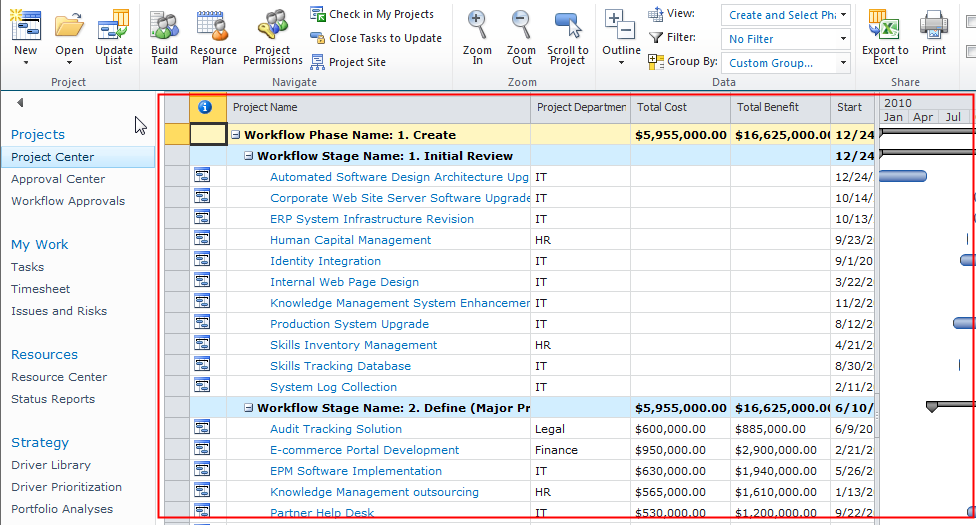 New
Open
Update List
Project
Build Team
Resource Plan
Project Permissions
Check in My Projects
Close Tasks to Update
Project Site
Navigate
Zoom In
Zoom Out
Scroll to Project
Zoom
Outline
View: Create and Select Pha
Filter: No Filter
Group By: Custom Group...
Data
Export to Excel
Print
Share
Projects
Project Center
Approval Center
Workflow Approvals
My Work
Tasks
Timesheet
Issues and Risks
Resources
Resource Center
Status Reports
Strategy
Driver Library
Driver Prioritization
Portfolio Analyses
Project Name Project Departmen Total Cost Total Benefit Start 2010
Jan Apr Jul
Workflow Phase Name: 1. Create $5,955,000.00 $16,625,000.0 12/24
Workflow Stage Name: 1. Initial Review 12/24
Automated Software Design Architecture Upg IT 12/24/
Corporate Web Site Server Software Upgrade IT 10/14/
ERP System Infrastructure Revision IT 10/13/
Human Capital Management HR 9/23/2
Identity Integration IT 9/1/20
Internal Web Page Design IT 3/22/2
Knowledge Management System Enhancemen IT 11/2/2
Production System Upgrade IT 8/12/2
Skills Inventory Management HR 4/21/2
Skills Tracking Database IT 8/30/2
System Log Collection IT 2/11/2
Workflow Stage Name: 2. Define (Major Pr $5,955,000.00 $16,625,000.0 6/10/
Audit Tracking Solution Legal $600,000.00 $885,000.00 6/9/20
E-commerce Portal Development Finance $950,000.00 $2,900,000.00 2/21/2
EPM Software Implementation IT $630,000.00 $1,940,000.00 5/26/2
Knowledge Management outsourcing HR $565,000.00 $1,610,000.00 1/13/2
Partner Help Desk IT $530,000.00 $1,200,000.00 9/22/2